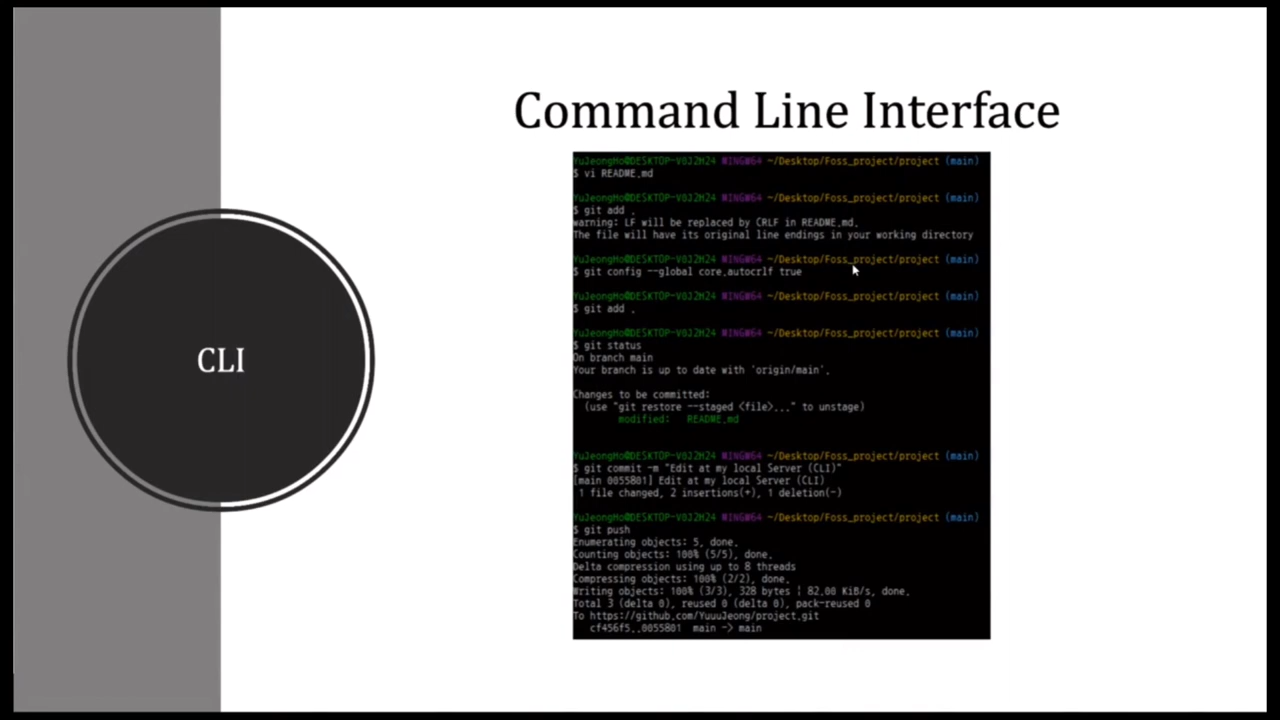 Command Line Interface
CLI
YuJeongHo@DESKTOP-V8J2H24 MINGW64 ~/Desktop/Foss_project/project (main)
$ vi README.md
YuJeongHo@DESKTOP-V8J2H24 MINGW64 ~/Desktop/Foss_project/project (main)
$ git add .
warning: LF will be replaced by CRLF in README.md.
The file will have its original line endings in your working directory
YuJeongHo@DESKTOP-V8J2H24 MINGW64 ~/Desktop/Foss_project/project (main)
$ git config --global core.autocrlf true
YuJeongHo@DESKTOP-V8J2H24 MINGW64 ~/Desktop/Foss_project/project (main)
$ git add .
YuJeongHo@DESKTOP-V8J2H24 MINGW64 ~/Desktop/Foss_project/project (main)
$ git status
On branch main
Your branch is up to date with 'origin/main'.
Changes to be committed:
(use "git restore --staged <file>..." to unstage)
modified: README.md
YuJeongHo@DESKTOP-V8J2H24 MINGW64 ~/Desktop/Foss_project/project (main)
$ git commit -m "Edit at my local Server (CLI)"
[main 0055801] Edit at my local Server (CLI)
1 file changed, 2 insertions(+), 1 deletion(-)
YuJeongHo@DESKTOP-V8J2H24 MINGW64 ~/Desktop/Foss_project/project (main)
$ git push
Enumerating objects: 5, done.
Counting objects: 100% (5/5), done.
Delta compression using up to 8 threads
Compressing objects: 100% (2/2), done.
Writing objects: 100% (3/3), 328 bytes | 82.00 KiB/s, done.
Total 3 (delta 0), reused 0 (delta 0), pack-reused 0
To https://github.com/YuuuJeong/project.git
cf456f5..0055801 main -> main